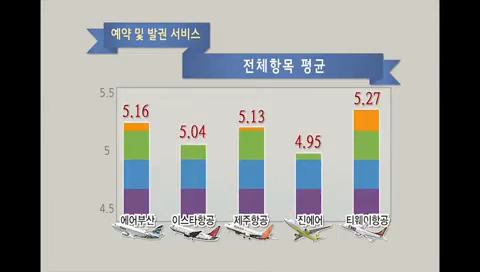 예약 및 발권 서비스
전체항목 평균
5.5
5
4.5
5.16
5.04
5.13
4.95
5.27
에어부산
이스타항공
제주항공
진에어
티웨이항공